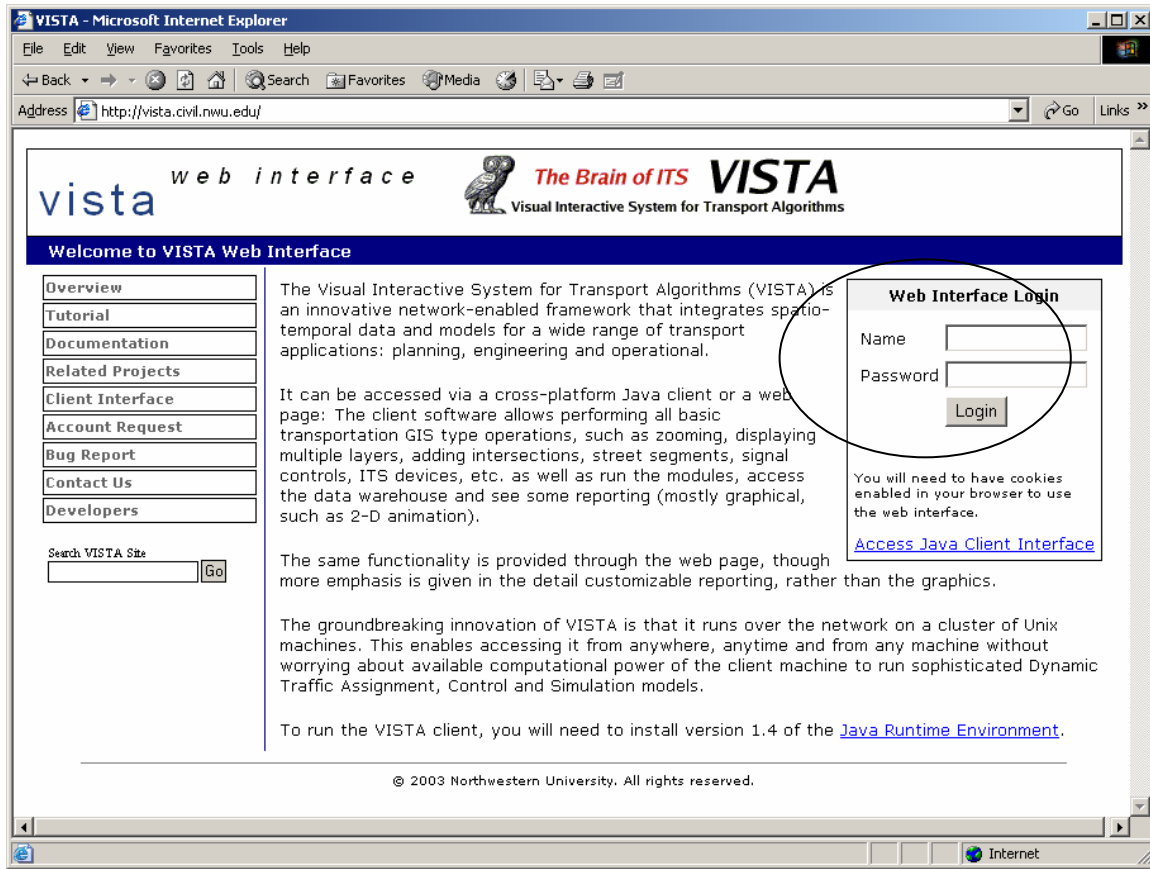 VISTA - Microsoft Internet Explorer
File Edit View Favorites Tools Help
Back Search Favorites Media
Address http://vista.civil.nwu.edu/ Go Links »
vista web interface
The Brain of ITS VISTA
Visual Interactive System for Transport Algorithms
Welcome to VISTA Web Interface
Overview
Tutorial
Documentation
Related Projects
Client Interface
Account Request
Bug Report
Contact Us
Developers
Search VISTA Site
Go
The Visual Interactive System for Transport Algorithms (VISTA) is
an innovative network-enabled framework that integrates spatio-
temporal data and models for a wide range of transport
applications: planning, engineering and operational.
It can be accessed via a cross-platform Java client or a web
page: The client software allows performing all basic
transportation GIS type operations, such as zooming, displaying
multiple layers, adding intersections, street segments, signal
controls, ITS devices, etc. as well as run the modules, access
the data warehouse and see some reporting (mostly graphical,
such as 2-D animation).
The same functionality is provided through the web page, though
more emphasis is given in the detail customizable reporting, rather than the graphics.
The groundbreaking innovation of VISTA is that it runs over the network on a cluster of Unix
machines. This enables accessing it from anywhere, anytime and from any machine without
worrying about available computational power of the client machine to run sophisticated Dynamic
Traffic Assignment, Control and Simulation models.
To run the VISTA client, you will need to install version 1.4 of the Java Runtime Environment.
Web Interface Login
Name
Password
Login
You will need to have cookies
enabled in your browser to use
the web interface.
Access Java Client Interface
© 2003 Northwestern University. All rights reserved.
Internet